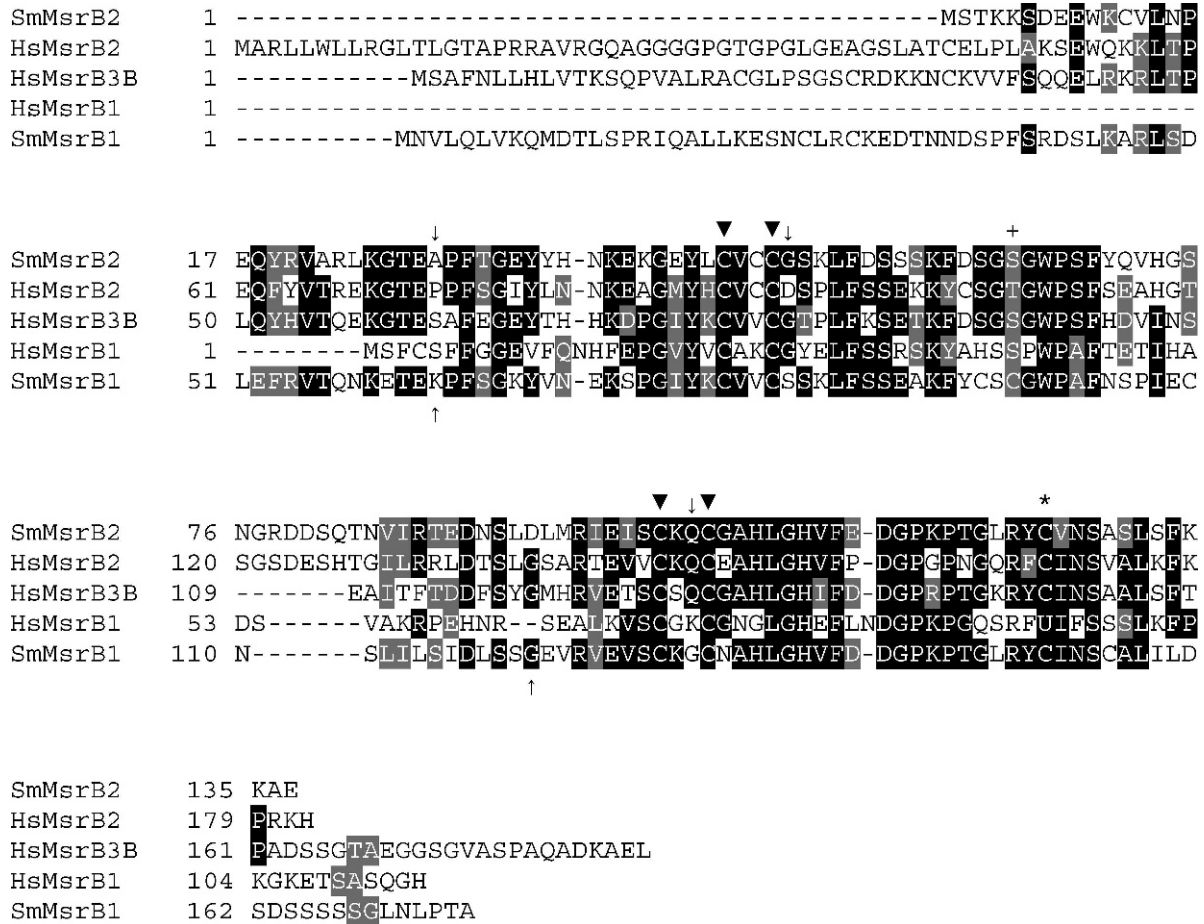 SmMsrB2 1 --------------------------------------------MSTKKSDEEWKCVLNP
HsMsrB2 1 MARLLWLLRGLTLGTAPRRAVRGQAGGGGPGTGPGLGEAGSLATCELPLAKSEWQKKLTP
HsMsrB3B 1 -----------MSAFNLLHLVTKSQPVALRACGLPSGSCRDKKNCKVVFSQQELRKRLTP
HsMsrB1 1 ------------------------------------------------------------
SmMsrB1 1 ----------MNVLQLVKQMDTLSPRIQALLKESNCLRCKEDTNNDSPFSRDSLKARLSD
↓ ▼ ▼ ↓ +
SmMsrB2 17 EQYRVARLKGTEAPFTGEYYH-NKEKGEYLCVCCGSKLFDSSSKFDSGSGWPSFYQVHGS
HsMsrB2 61 EQFYVTREKGTEPPFSGIYLN-NKEAGMYHCVCCDSPLFSSEKKYCSGTGWPSFSEAHGT
HsMsrB3B 50 LQYHVTQEKGTESAFEGEYTH-HKDPGIYKCVVCGTPLFKSETKFDSGSGWPSFHDVINS
HsMsrB1 1 --------MSFCSFFGGEVFQNHFEPGVYVCAKCGYELFSSRSKYAHSSPWPAFTETIHA
SmMsrB1 51 LEFRVTQNKETEKPFSGKYVN-EKSPGIYKCVVCSSKLFSSEAKFYCSCGWPAFNSPIEC
↑
▼ ↓ ▼ *
SmMsrB2 76 NGRDDSQTNVIRTEDNSLDLMRIEISCKQCGAHLGHVFE-DGPKPTGLRYCVNSASLSFK
HsMsrB2 120 SGSDESHTGILRRLDTSLGSARTEVVCKQCEAHLGHVFP-DGPGPNGQRFCINSVALKFK
HsMsrB3B 109 -------EAITFTDDFSYGMHRVETSCSQCGAHLGHIFD-DGPRPTGKRYCINSAALSFT
HsMsrB1 53 DS------VAKRPEHNR--SEALKVSCGKCGNGLGHEFLNDGPKPGQSRFUIFSSSLKFP
SmMsrB1 110 N-------SLILSIDLSSGEVRVEVSCKGCNAHLGHVFD-DGPKPTGLRYCINSCALILD
↑
SmMsrB2 135 KAE
HsMsrB2 179 PRKH
HsMsrB3B 161 PADSSGTAEGGSGVASPAQADKAEL
HsMsrB1 104 KGKETSASQGH
SmMsrB1 162 SDSSSSSGLNLPTA